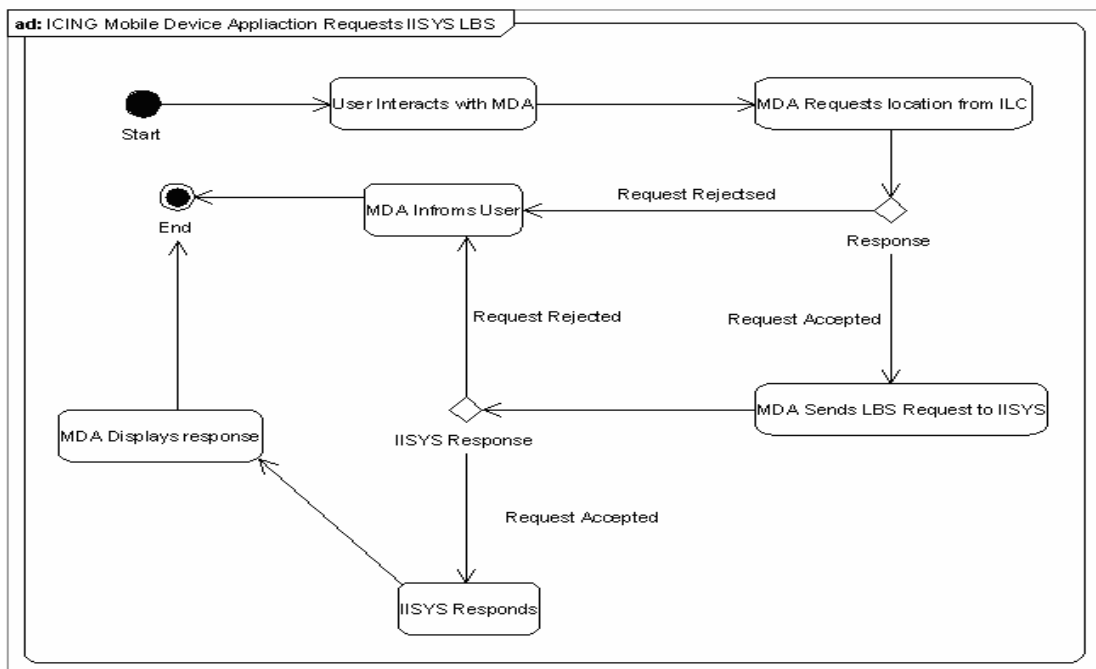 ad: ICING Mobile Device Appliaction Requests IISYS LBS
User Interacts with MDA
MDA Requests location from ILC
Start
Request Rejectsed
MDA Infroms User
End
Response
Request Rejected
Request Accepted
MDA Sends LBS Request to IISYS
MDA Displays response
IISYS Response
Request Accepted
IISYS Responds